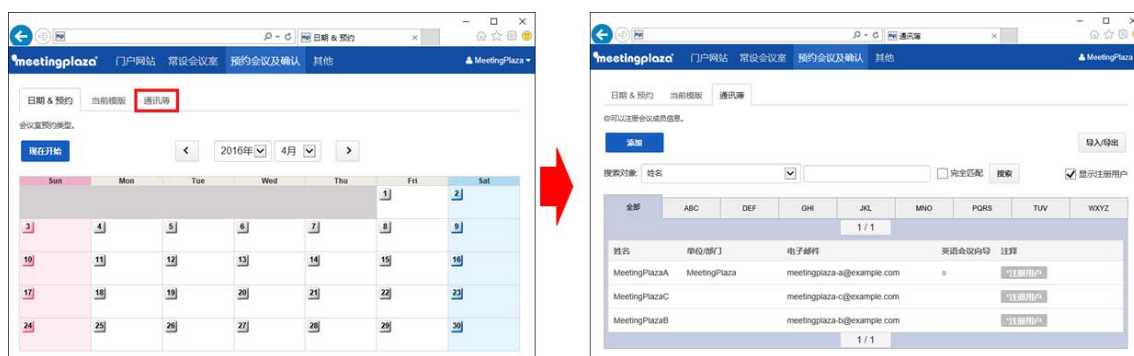 日期 & 预约
meetingplaza
门户网站 常设会议室 预约会议及确认 其他
MeetingPlaza
日期 & 预约 当前模版 通讯簿
会议室预约类型。
现在开始
2016年 4月
Sun Mon Tue Wed Thu Fri Sat
1 2
3 4 5 6 7 8 9
10 11 12 13 14 15 16
17 18 19 20 21 22 23
24 25 26 27 28 29 30
通讯簿
meetingplaza
门户网站 常设会议室 预约会议及确认 其他
MeetingPlaza
日期 & 预约 当前模版 通讯簿
你可以注册会议成员信息。
添加 导入/导出
搜索对象: 姓名 完全匹配 搜索 显示注册用户
全部 ABC DEF GHI JKL MNO PQRS TUV WXYZ
1 / 1
姓名 单位/部门 电子邮件 英语会议向导 注释
MeetingPlazaA MeetingPlaza meetingplaza-a@example.com ○ *注册用户
MeetingPlazaC meetingplaza-c@example.com *注册用户
MeetingPlazaB meetingplaza-b@example.com *注册用户
1 / 1